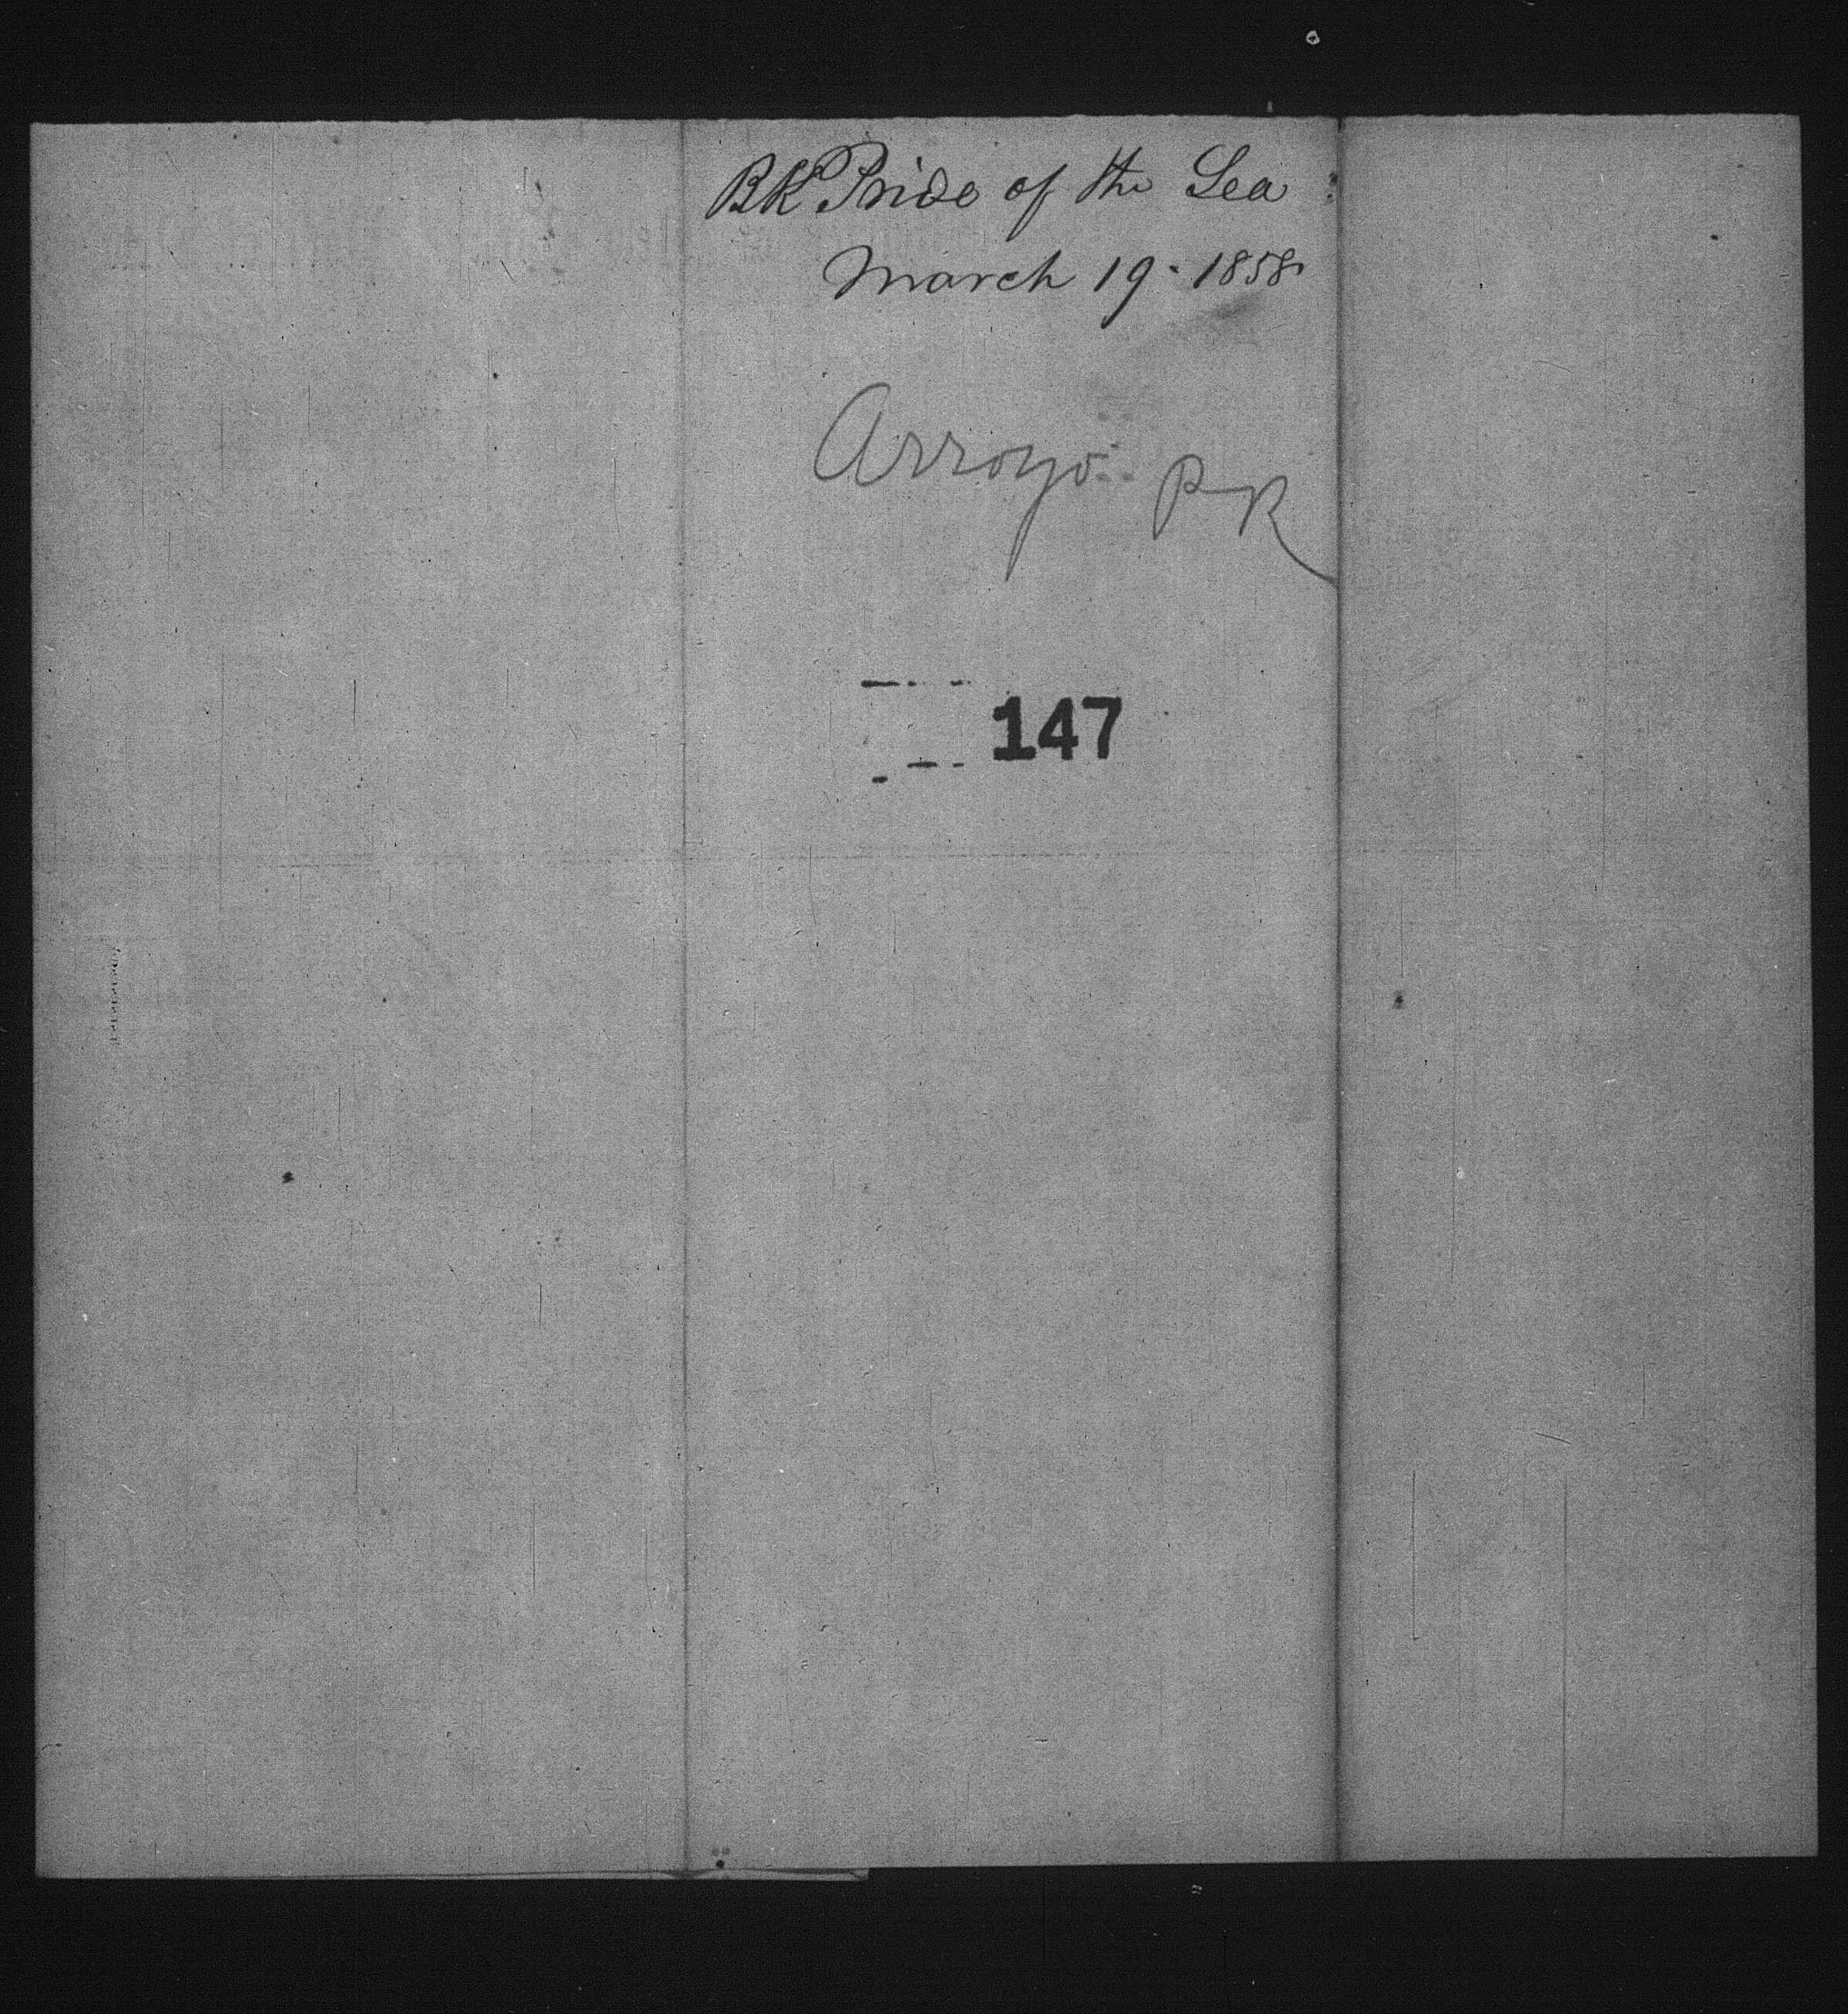 BK Pride of the Sea
March 19 - 1858
Arroyo P R
147